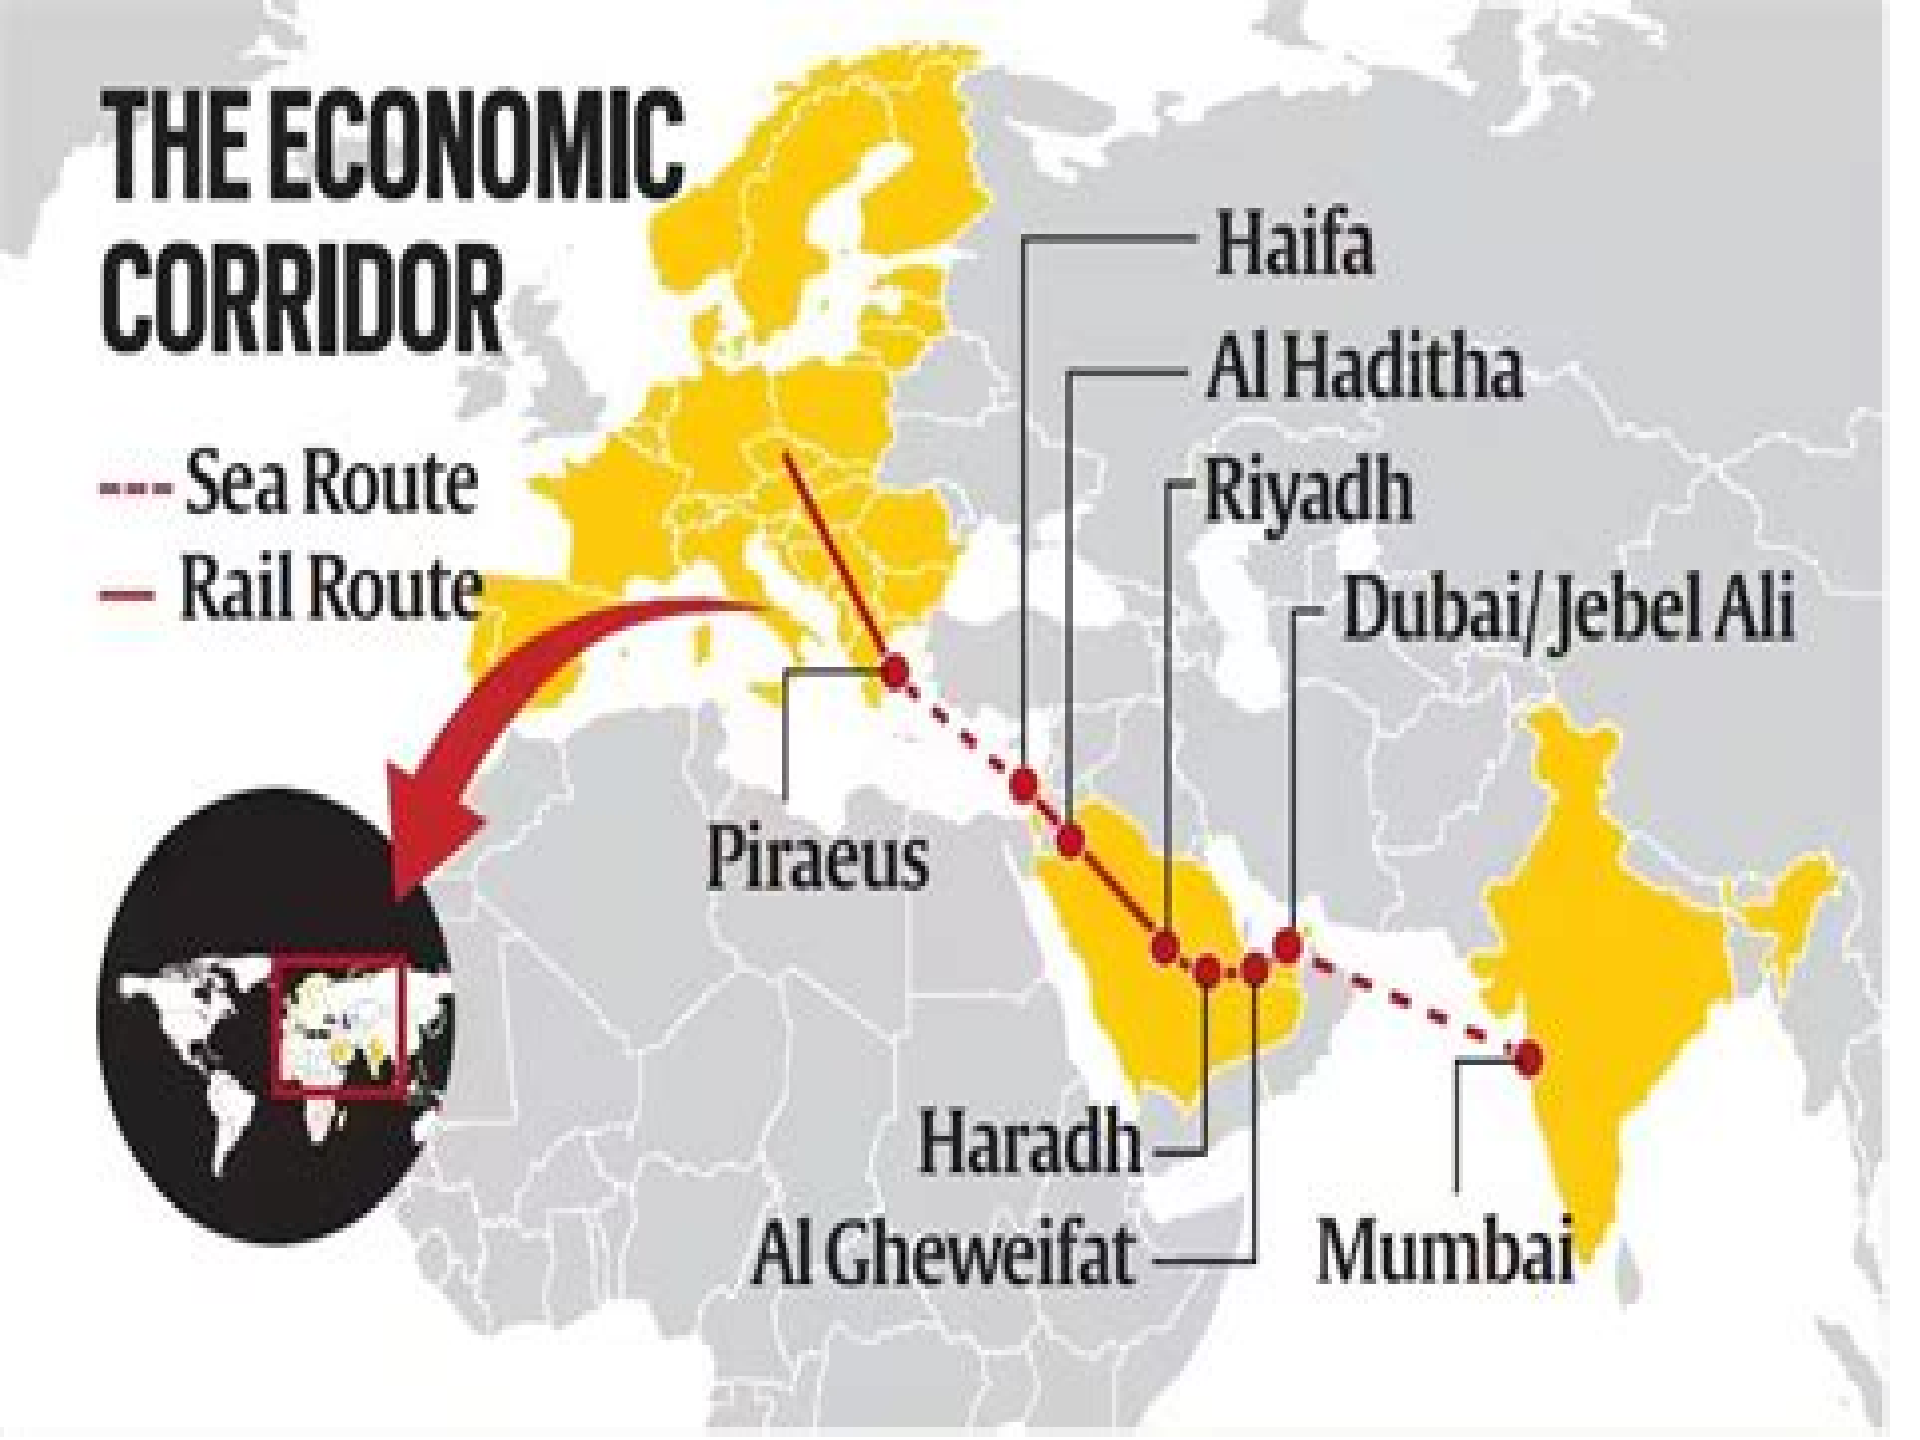 THE ECONOMIC
CORRIDOR
Sea Route
Rail Route
Haifa
Al Haditha
Riyadh
Dubai/Jebel Ali
Piraeus
Haradh
Al Gheweifat
Mumbai